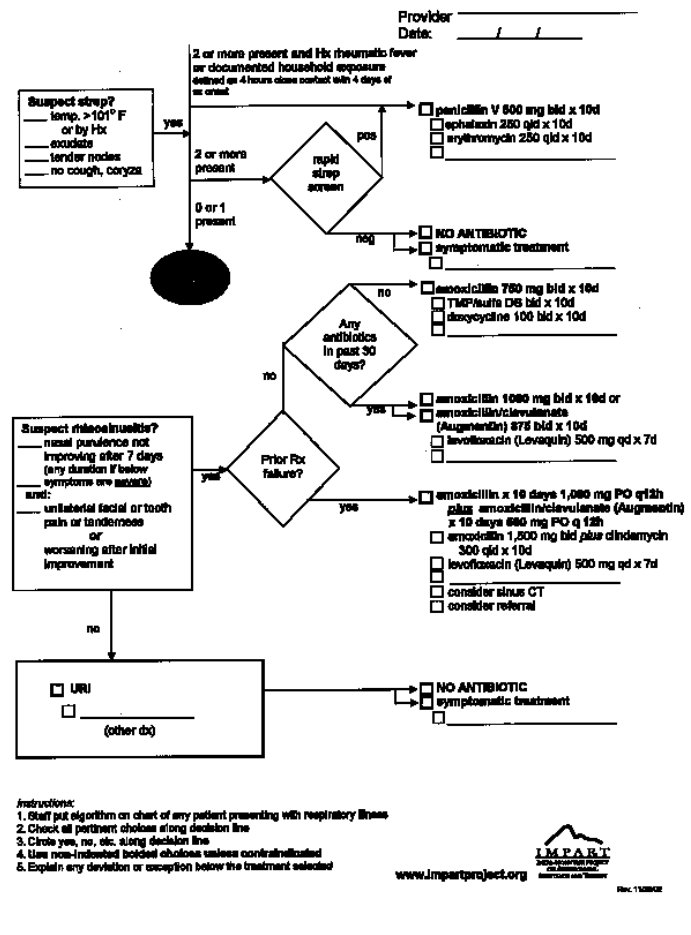 Provider
Date: / /
2 or more present and Hx rheumatic fever
or documented household exposure
defined as 4 hours close contact with 4 days of
onset
Suspect strep?
temp. >101° F
or by Hx
exudate
tender nodes
no cough, coryza
yes
2 or more
present
0 or 1
present
rapid
strep
screen
pos
neg
penicillin V 500 mg bid x 10d
cephalexin 250 qid x 10d
erythromycin 250 qid x 10d
NO ANTIBIOTIC
symptomatic treatment
Any
antibiotics
in past 30
days?
no
yes
amoxicillin 750 mg bid x 10d
TMP/sulfa DS bid x 10d
doxycycline 100 bid x 10d
no
amoxicillin 1000 mg bid x 10d or
amoxicillin/clavulanate
(Augmentin) 875 bid x 10d
levofloxacin (Levaquin) 500 mg qd x 7d
Suspect rhinosinusitis?
nasal purulence not
improving after 7 days
(any duration if below
symptoms are severe)
and:
unilaterial facial or tooth
pain or tenderness
or
worsening after initial
improvement
yes
Prior Rx
failure?
yes
amoxicillin x 10 days 1,000 mg PO q12h
plus amoxicillin/clavulanate (Augmentin)
x 10 days PO q 12h
amoxicillin 1,500 mg bid plus clindamycin
300 qid x 10d
levofloxacin (Levaquin) 500 mg qd x 7d
consider sinus CT
consider referral
no
URI
(other dx)
NO ANTIBIOTIC
symptomatic treatment
Instructions:
1. Staff put algorithm on chart of any patient presenting with respiratory illness
2. Check all pertinent choices along decision line
3. Circle yes, no, etc. along decision line
4. Use non-indented bolded choices unless contraindicated
5. Explain any deviation or exception below the treatment selected
www.impartproject.org
IMPART
Rev.